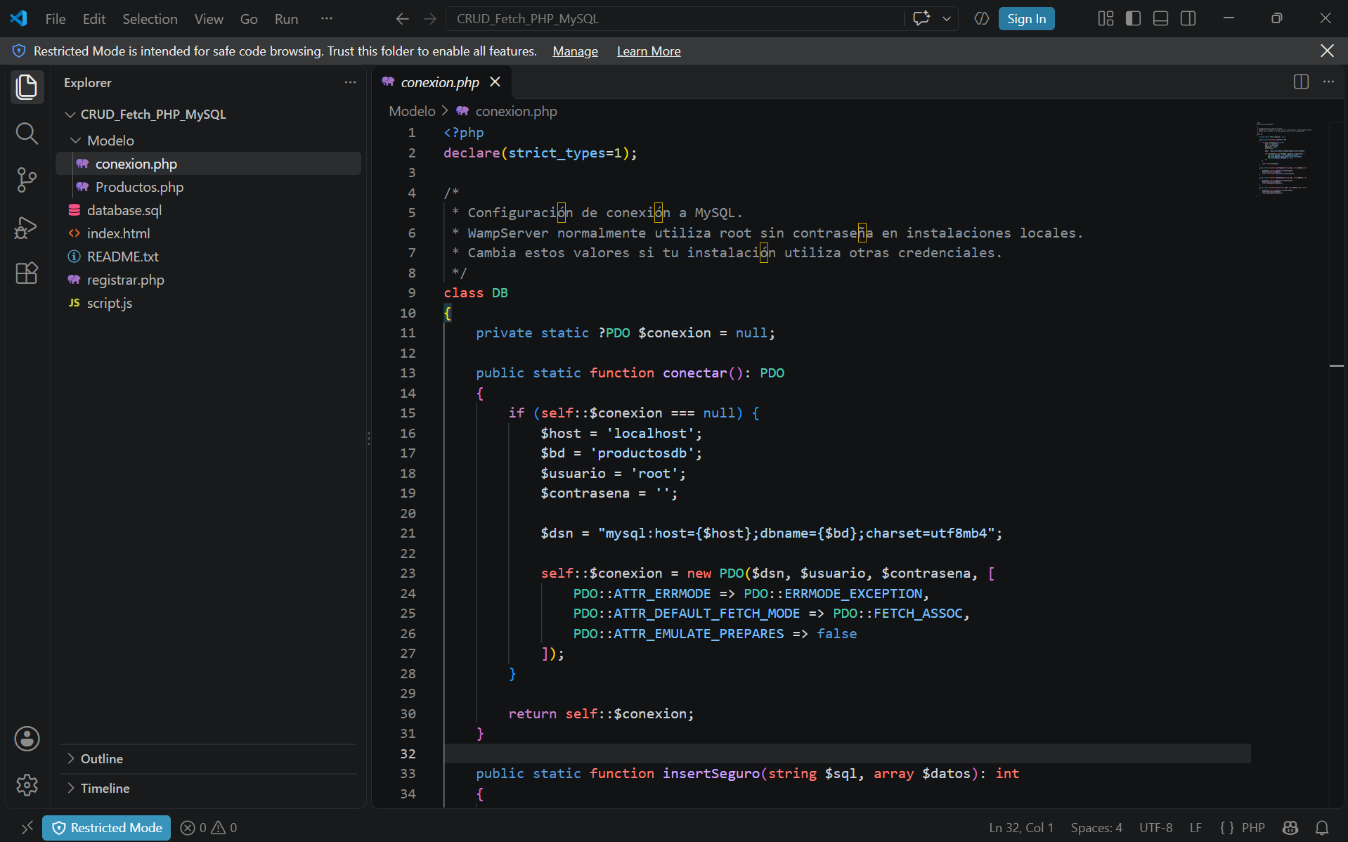 File Edit Selection View Go Run ··· CRUD_Fetch_PHP_MySQL Sign In
Restricted Mode is intended for safe code browsing. Trust this folder to enable all features. Manage Learn More
Explorer
CRUD_Fetch_PHP_MySQL
Modelo
conexion.php
Productos.php
database.sql
index.html
README.txt
registrar.php
JS script.js
Outline
Timeline
conexion.php
Modelo > conexion.php
1 <?php
2 declare(strict_types=1);
3
4 /*
5 * Configuración de conexión a MySQL.
6 * WampServer normalmente utiliza root sin contraseña en instalaciones locales.
7 * Cambia estos valores si tu instalación utiliza otras credenciales.
8 */
9 class DB
10 {
11 private static ?PDO $conexion = null;
12
13 public static function conectar(): PDO
14 {
15 if (self::$conexion === null) {
16 $host = 'localhost';
17 $bd = 'productosdb';
18 $usuario = 'root';
19 $contrasena = '';
20
21 $dsn = "mysql:host={$host};dbname={$bd};charset=utf8mb4";
22
23 self::$conexion = new PDO($dsn, $usuario, $contrasena, [
24 PDO::ATTR_ERRMODE => PDO::ERRMODE_EXCEPTION,
25 PDO::ATTR_DEFAULT_FETCH_MODE => PDO::FETCH_ASSOC,
26 PDO::ATTR_EMULATE_PREPARES => false
27 ]);
28 }
29
30 return self::$conexion;
31 }
32
33 public static function insertSeguro(string $sql, array $datos): int
34 {
Restricted Mode 0 0 Ln 32, Col 1 Spaces: 4 UTF-8 LF { } PHP